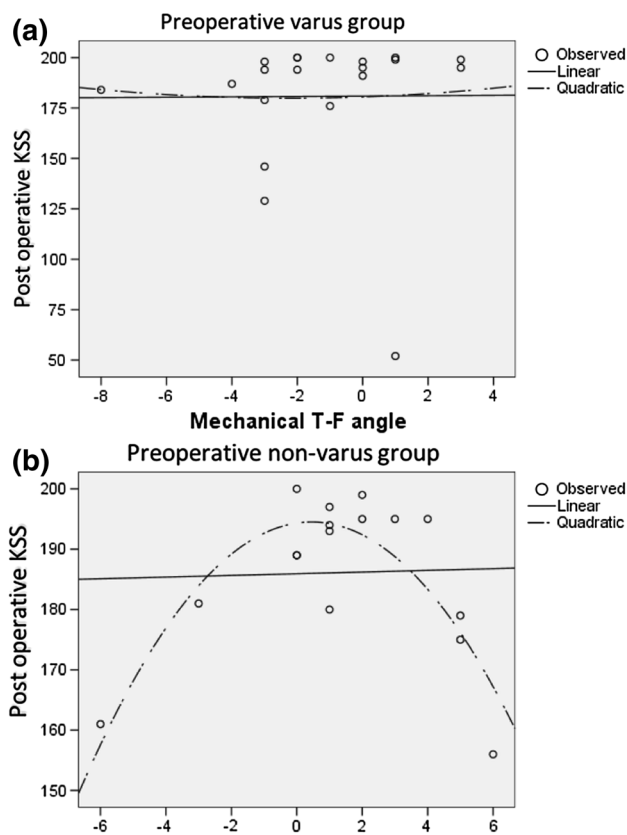 (a)
Preoperative varus group
Post operative KSS
200
175
150
125
100
75
50
-8 -6 -4 -2 0 2 4
Mechanical T-F angle
Observed
Linear
Quadratic
(b)
Preoperative non-varus group
Post operative KSS
200
190
180
170
160
150
-6 -4 -2 0 2 4 6
Observed
Linear
Quadratic